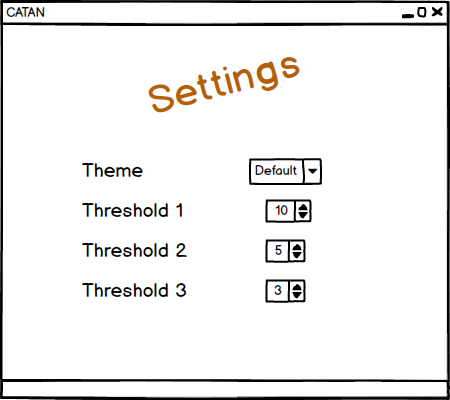 CATAN
Settings
Theme Default
Threshold 1 10
Threshold 2 5
Threshold 3 3